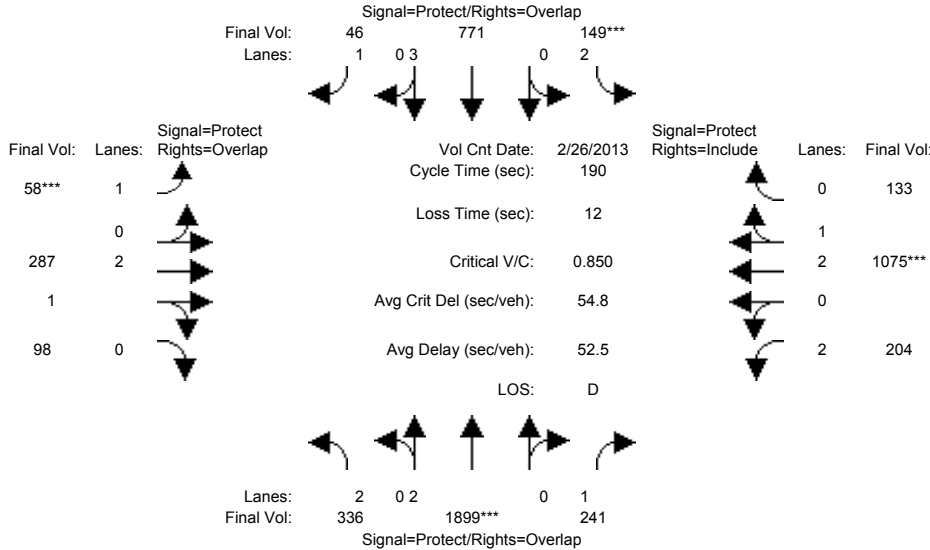 Signal=Protect/Rights=Overlap
Final Vol: 46 771 149***
Lanes: 1 0 3 0 2
Signal=Protect Signal=Protect
Final Vol: Lanes: Rights=Overlap Vol Cnt Date: 2/26/2013 Rights=Include Lanes: Final Vol:
Cycle Time (sec): 190
58*** 1 0 133
Loss Time (sec): 12
0 1
287 2 Critical V/C: 0.850 2 1075***
1 Avg Crit Del (sec/veh): 54.8 0
98 0 Avg Delay (sec/veh): 52.5 2 204
LOS: D
Lanes: 2 0 2 0 1
Final Vol: 336 1899*** 241
Signal=Protect/Rights=Overlap